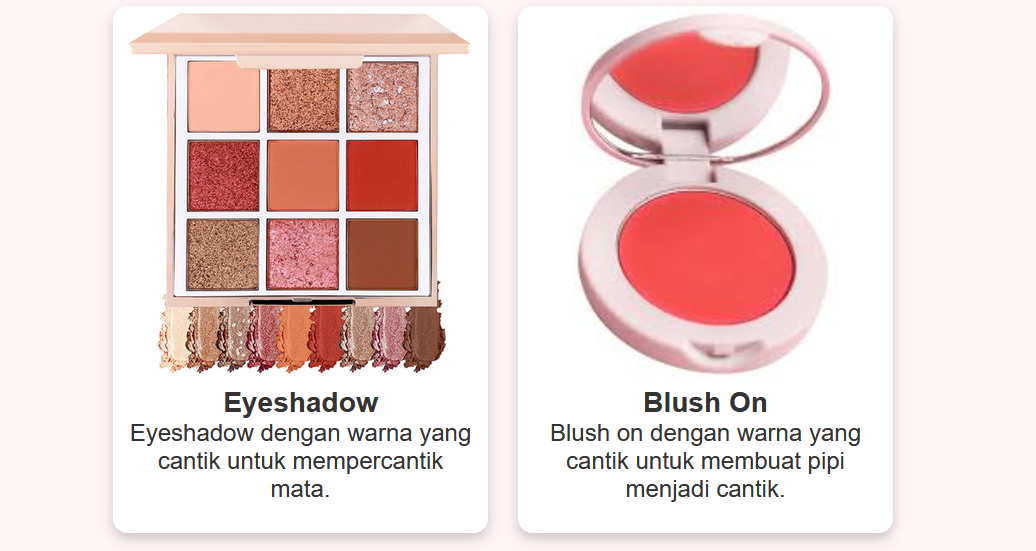 Eyeshadow
Eyeshadow dengan warna yang
cantik untuk mempercantik
mata.
Blush On
Blush on dengan warna yang
cantik untuk membuat pipi
menjadi cantik.